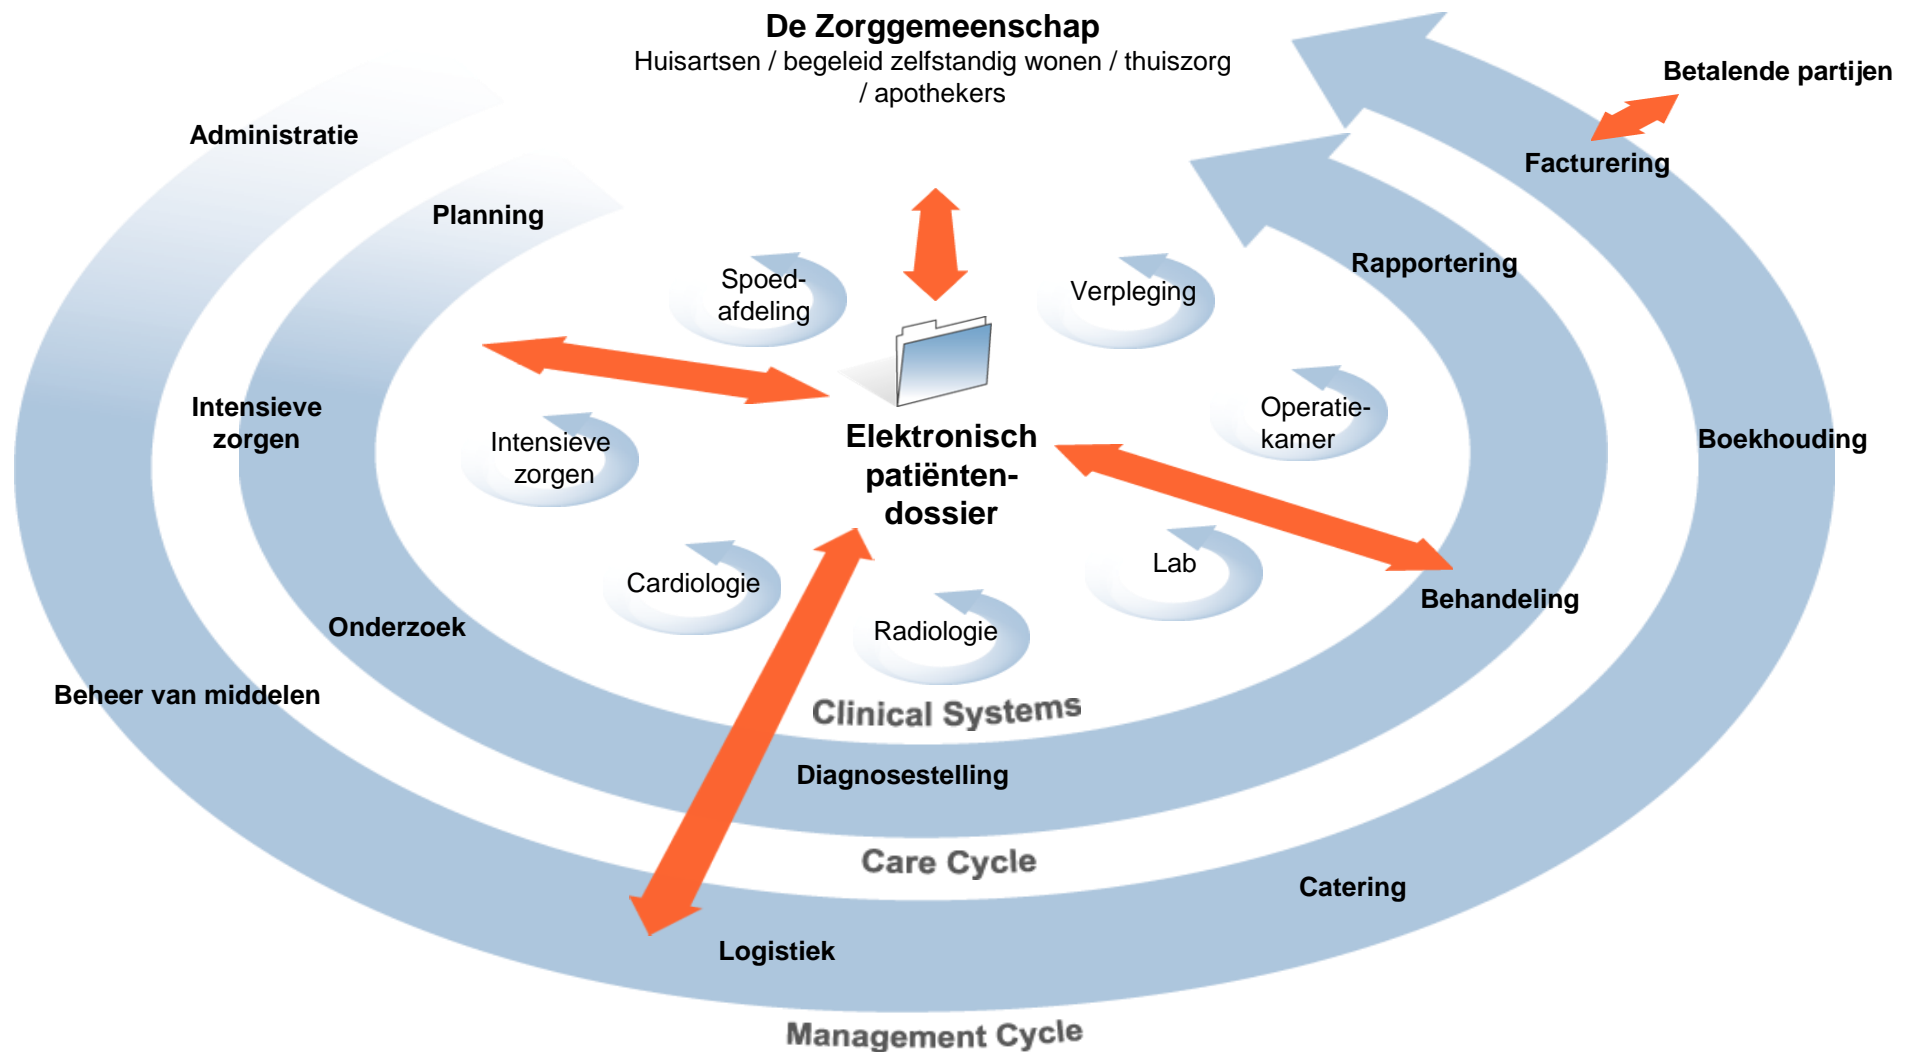 De Zorggemeenschap
Huisartsen / begeleid zelfstandig wonen / thuiszorg
/ apothekers
Betalende partijen
Administratie
Facturering
Planning
Rapportering
Spoed-
afdeling
Verpleging
Intensieve
zorgen
Intensieve
zorgen
Elektronisch
patiënten-
dossier
Operatie-
kamer
Boekhouding
Cardiologie
Lab
Behandeling
Onderzoek
Radiologie
Beheer van middelen
Clinical Systems
Diagnosestelling
Care Cycle
Catering
Logistiek
Management Cycle